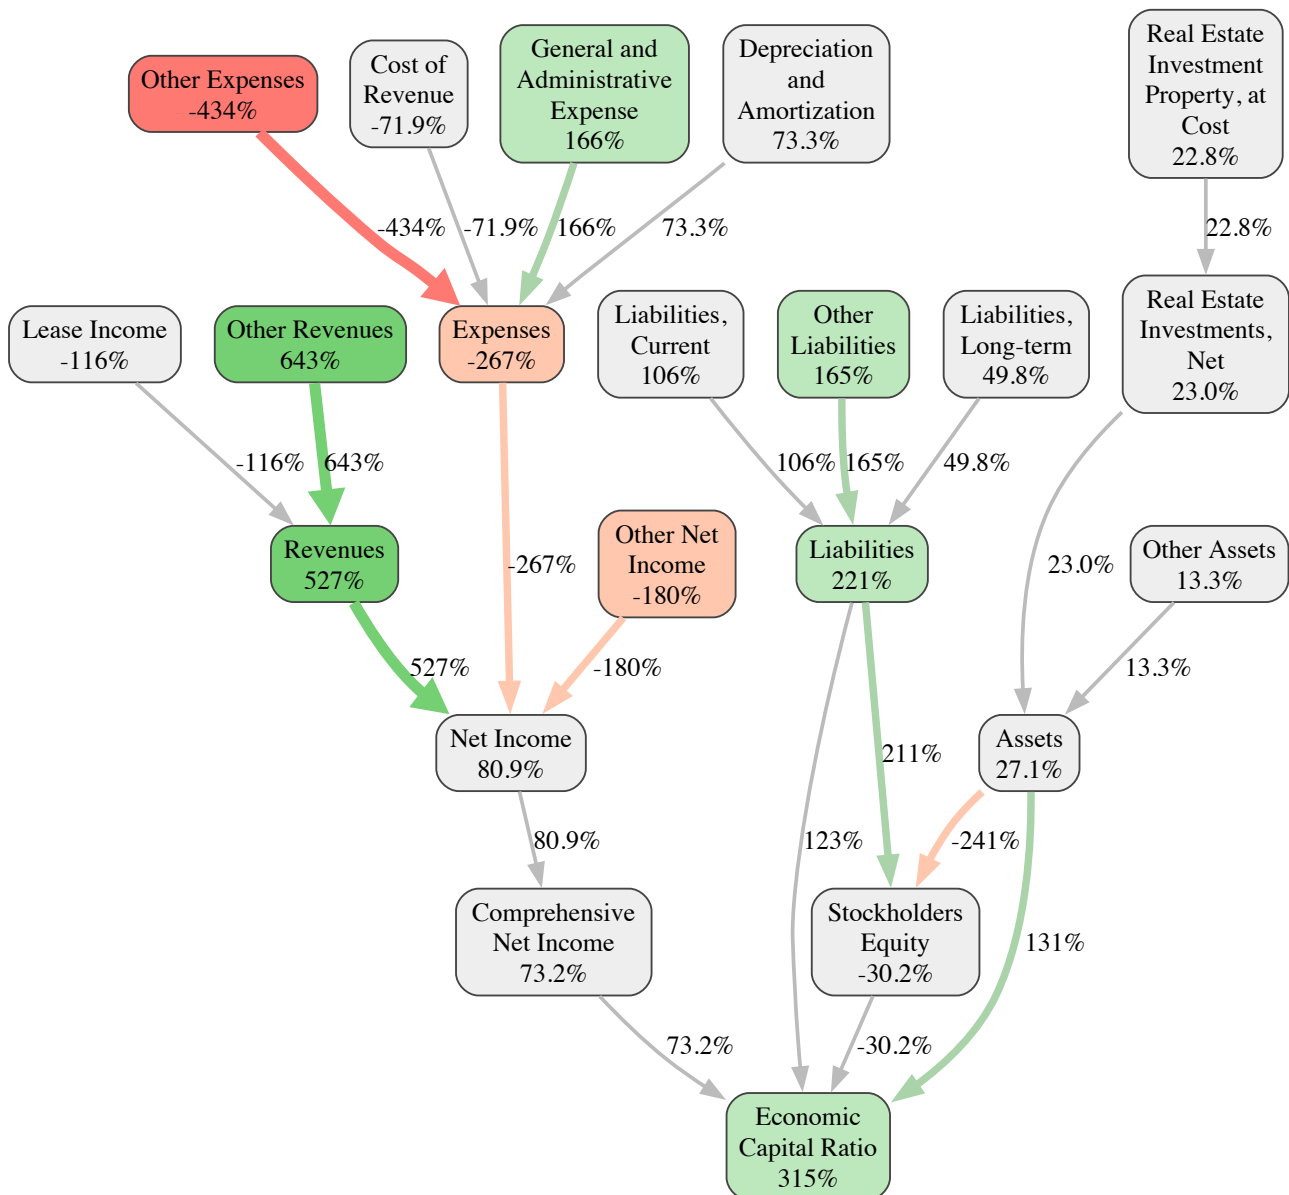 Other Expenses
-434%
Cost of
Revenue
-71.9%
General and
Administrative
Expense
166%
Depreciation
and
Amortization
73.3%
Real Estate
Investment
Property, at
Cost
22.8%
-434%
-71.9%
166%
73.3%
22.8%
Lease Income
-116%
Other Revenues
643%
Expenses
-267%
Liabilities,
Current
106%
Other
Liabilities
165%
Liabilities,
Long-term
49.8%
Real Estate
Investments,
Net
23.0%
-116%
643%
106%
165%
49.8%
Revenues
527%
-267%
Other Net
Income
-180%
Liabilities
221%
23.0%
Other Assets
13.3%
527%
-180%
13.3%
Net Income
80.9%
211%
Assets
27.1%
80.9%
123%
-241%
Comprehensive
Net Income
73.2%
Stockholders
Equity
-30.2%
131%
73.2%
-30.2%
Economic
Capital Ratio
315%